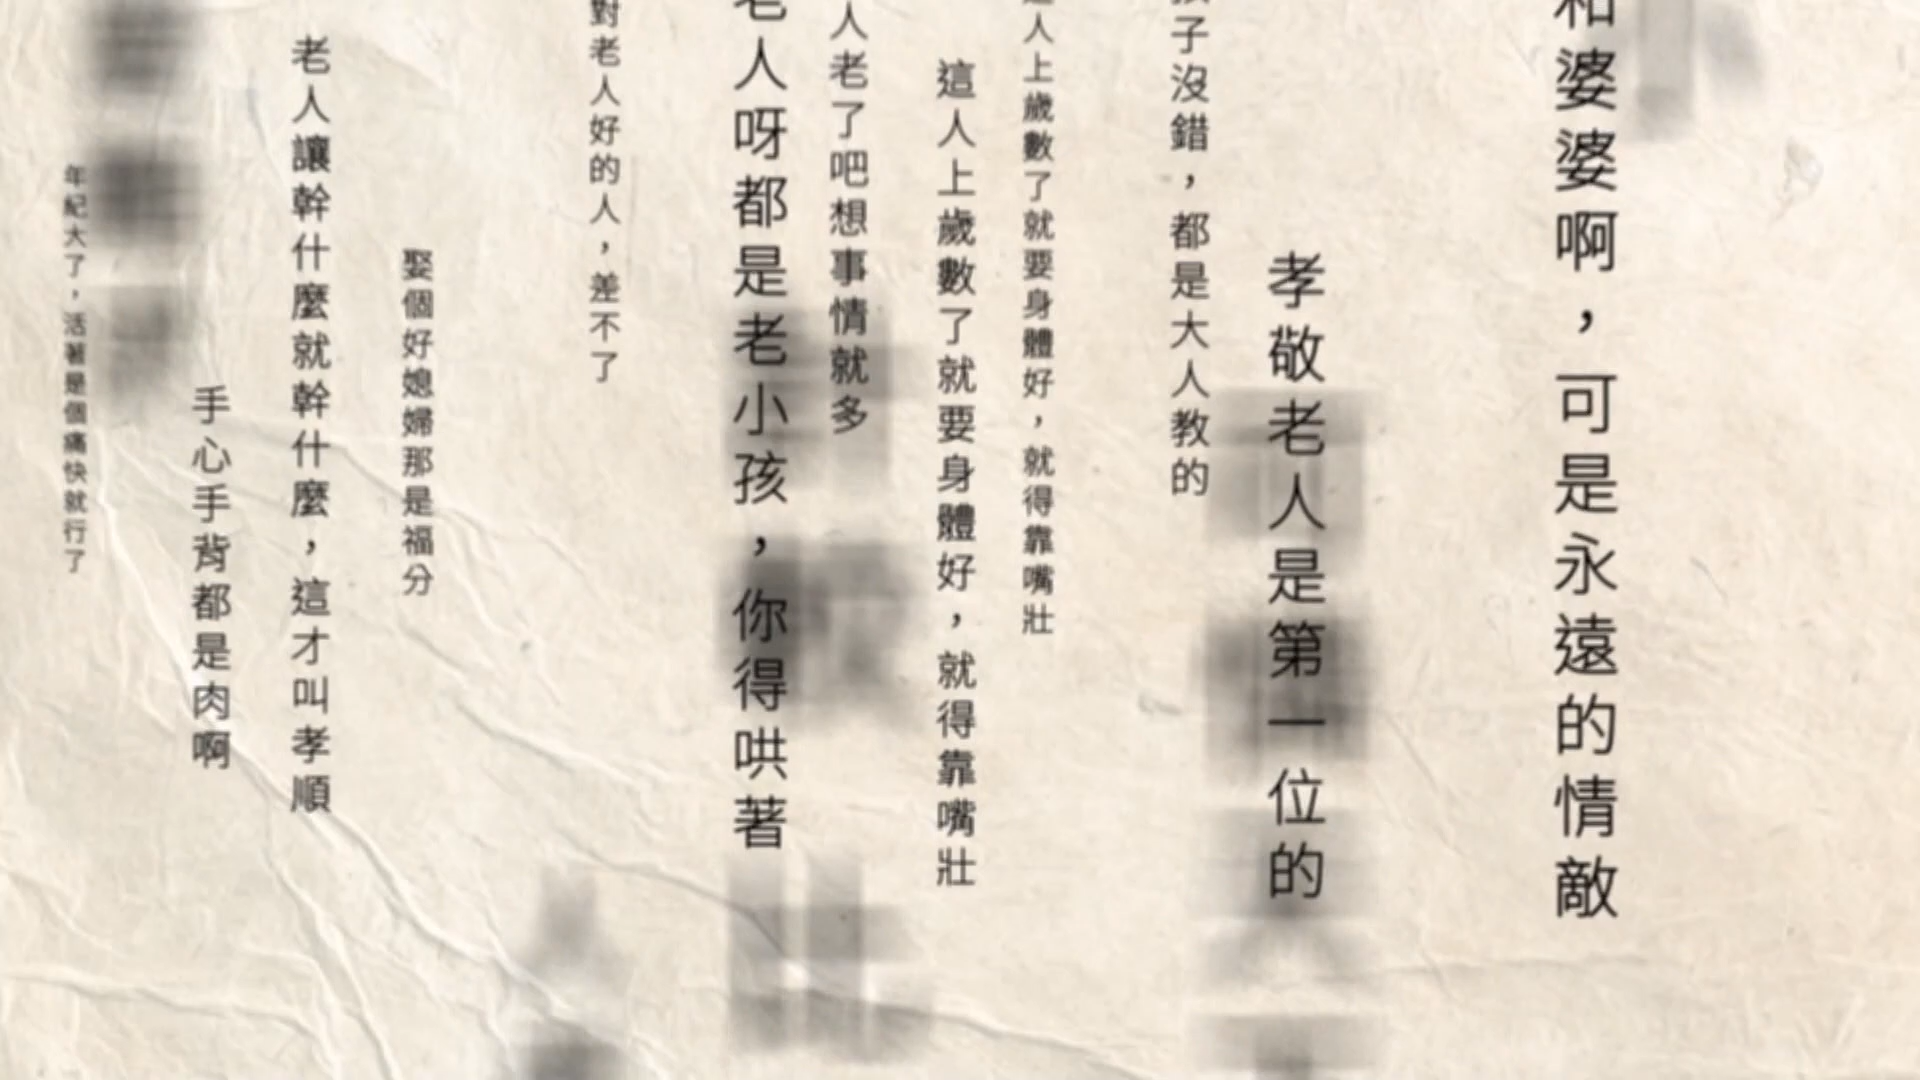 和婆婆啊，可是永遠的情敵
孝敬老人是第一位的
孩子沒錯，都是大人教的
這人上歲數了就要身體好，就得靠嘴壯
這人上歲數了就要身體好，就得靠嘴壯
人老了吧想事情就多
老人呀都是老小孩，你得哄著
對老人好的人，差不了
娶個好媳婦那是福分
老人讓幹什麼就幹什麼，這才叫孝順
手心手背都是肉啊
年紀大了，活著是個痛快就行了